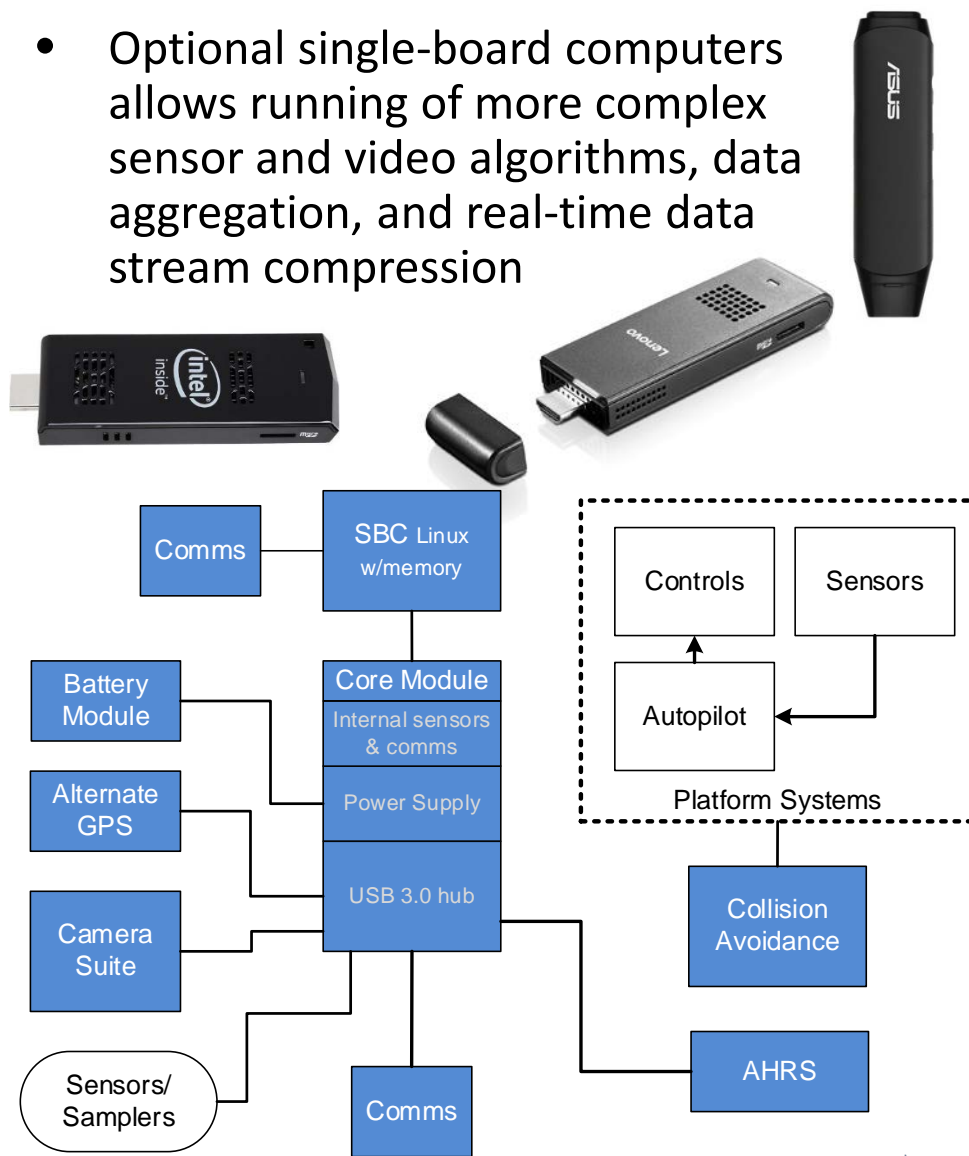 • Optional single-board computers
allows running of more complex
sensor and video algorithms, data
aggregation, and real-time data
stream compression
ASUS
intel
inside™
Lenovo
Comms
SBC Linux
w/memory
Controls
Sensors
Autopilot
Platform Systems
Battery
Module
Core Module
Internal sensors
& comms
Alternate
GPS
Power Supply
USB 3.0 hub
Camera
Suite
Collision
Avoidance
Sensors/
Samplers
Comms
AHRS